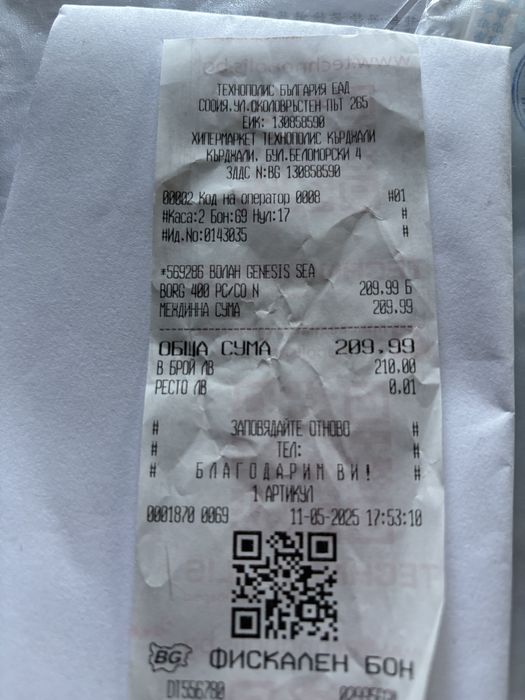 ТЕХНОПОЛИС БЪЛГАРИЯ ЕАД
СОФИЯ.УЛ.ОКОЛОВРЪСТЕН ПЪТ 265
ЕИК: 130858590
ХИПЕРМАРКЕТ ТЕХНОПОЛИС КЪРДЖАЛИ
КЪРДЖАЛИ. БУЛ.БЕЛОМОРСКИ 4
ЗДДС N:BG 130858590
00002 Код на оператор 0008 #01
#Каса:2 Бон:69 Нул:17 #
#Ид.No:0143035 #
*569286 ВОЛАН GENESIS SEA
BORG 400 PC/CO N 209.99 Б
МЕЖДИННА СУМА 209.99
ОБЩА СУМА 209.99
В БРОЙ ЛВ 210.00
РЕСТО ЛВ 0.01
# ЗАПОВЯДАЙТЕ ОТНОВО #
# ТЕЛ: #
# БЛАГОДАРИМ ВИ! #
1 АРТИКУЛ
0001870 0069 11-05-2025 17:53:10
BG ФИСКАЛЕН БОН
DT556780